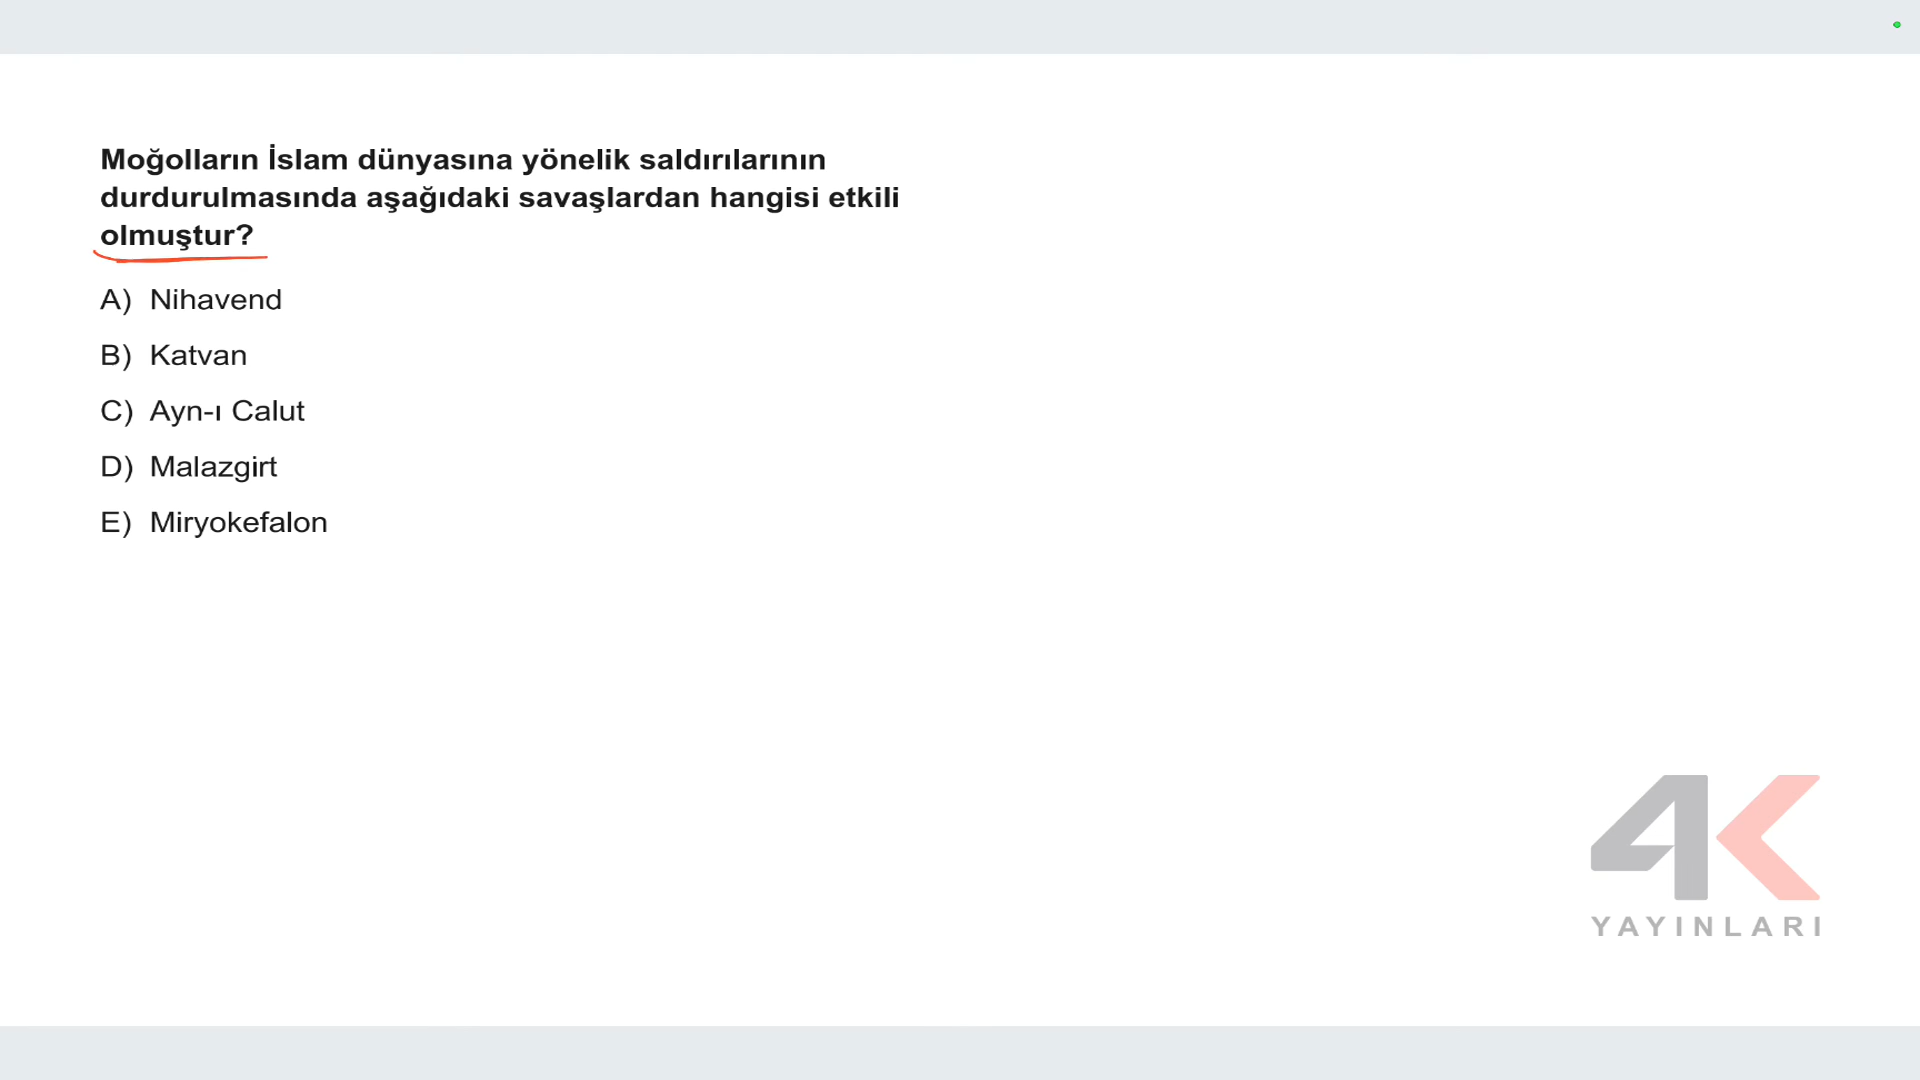 Moğolların İslam dünyasına yönelik saldırılarının
durdurulmasında aşağıdaki savaşlardan hangisi etkili
olmuştur?
A) Nihavend
B) Katvan
C) Ayn-ı Calut
D) Malazgirt
E) Miryokefalon
4K
YAYINLARI